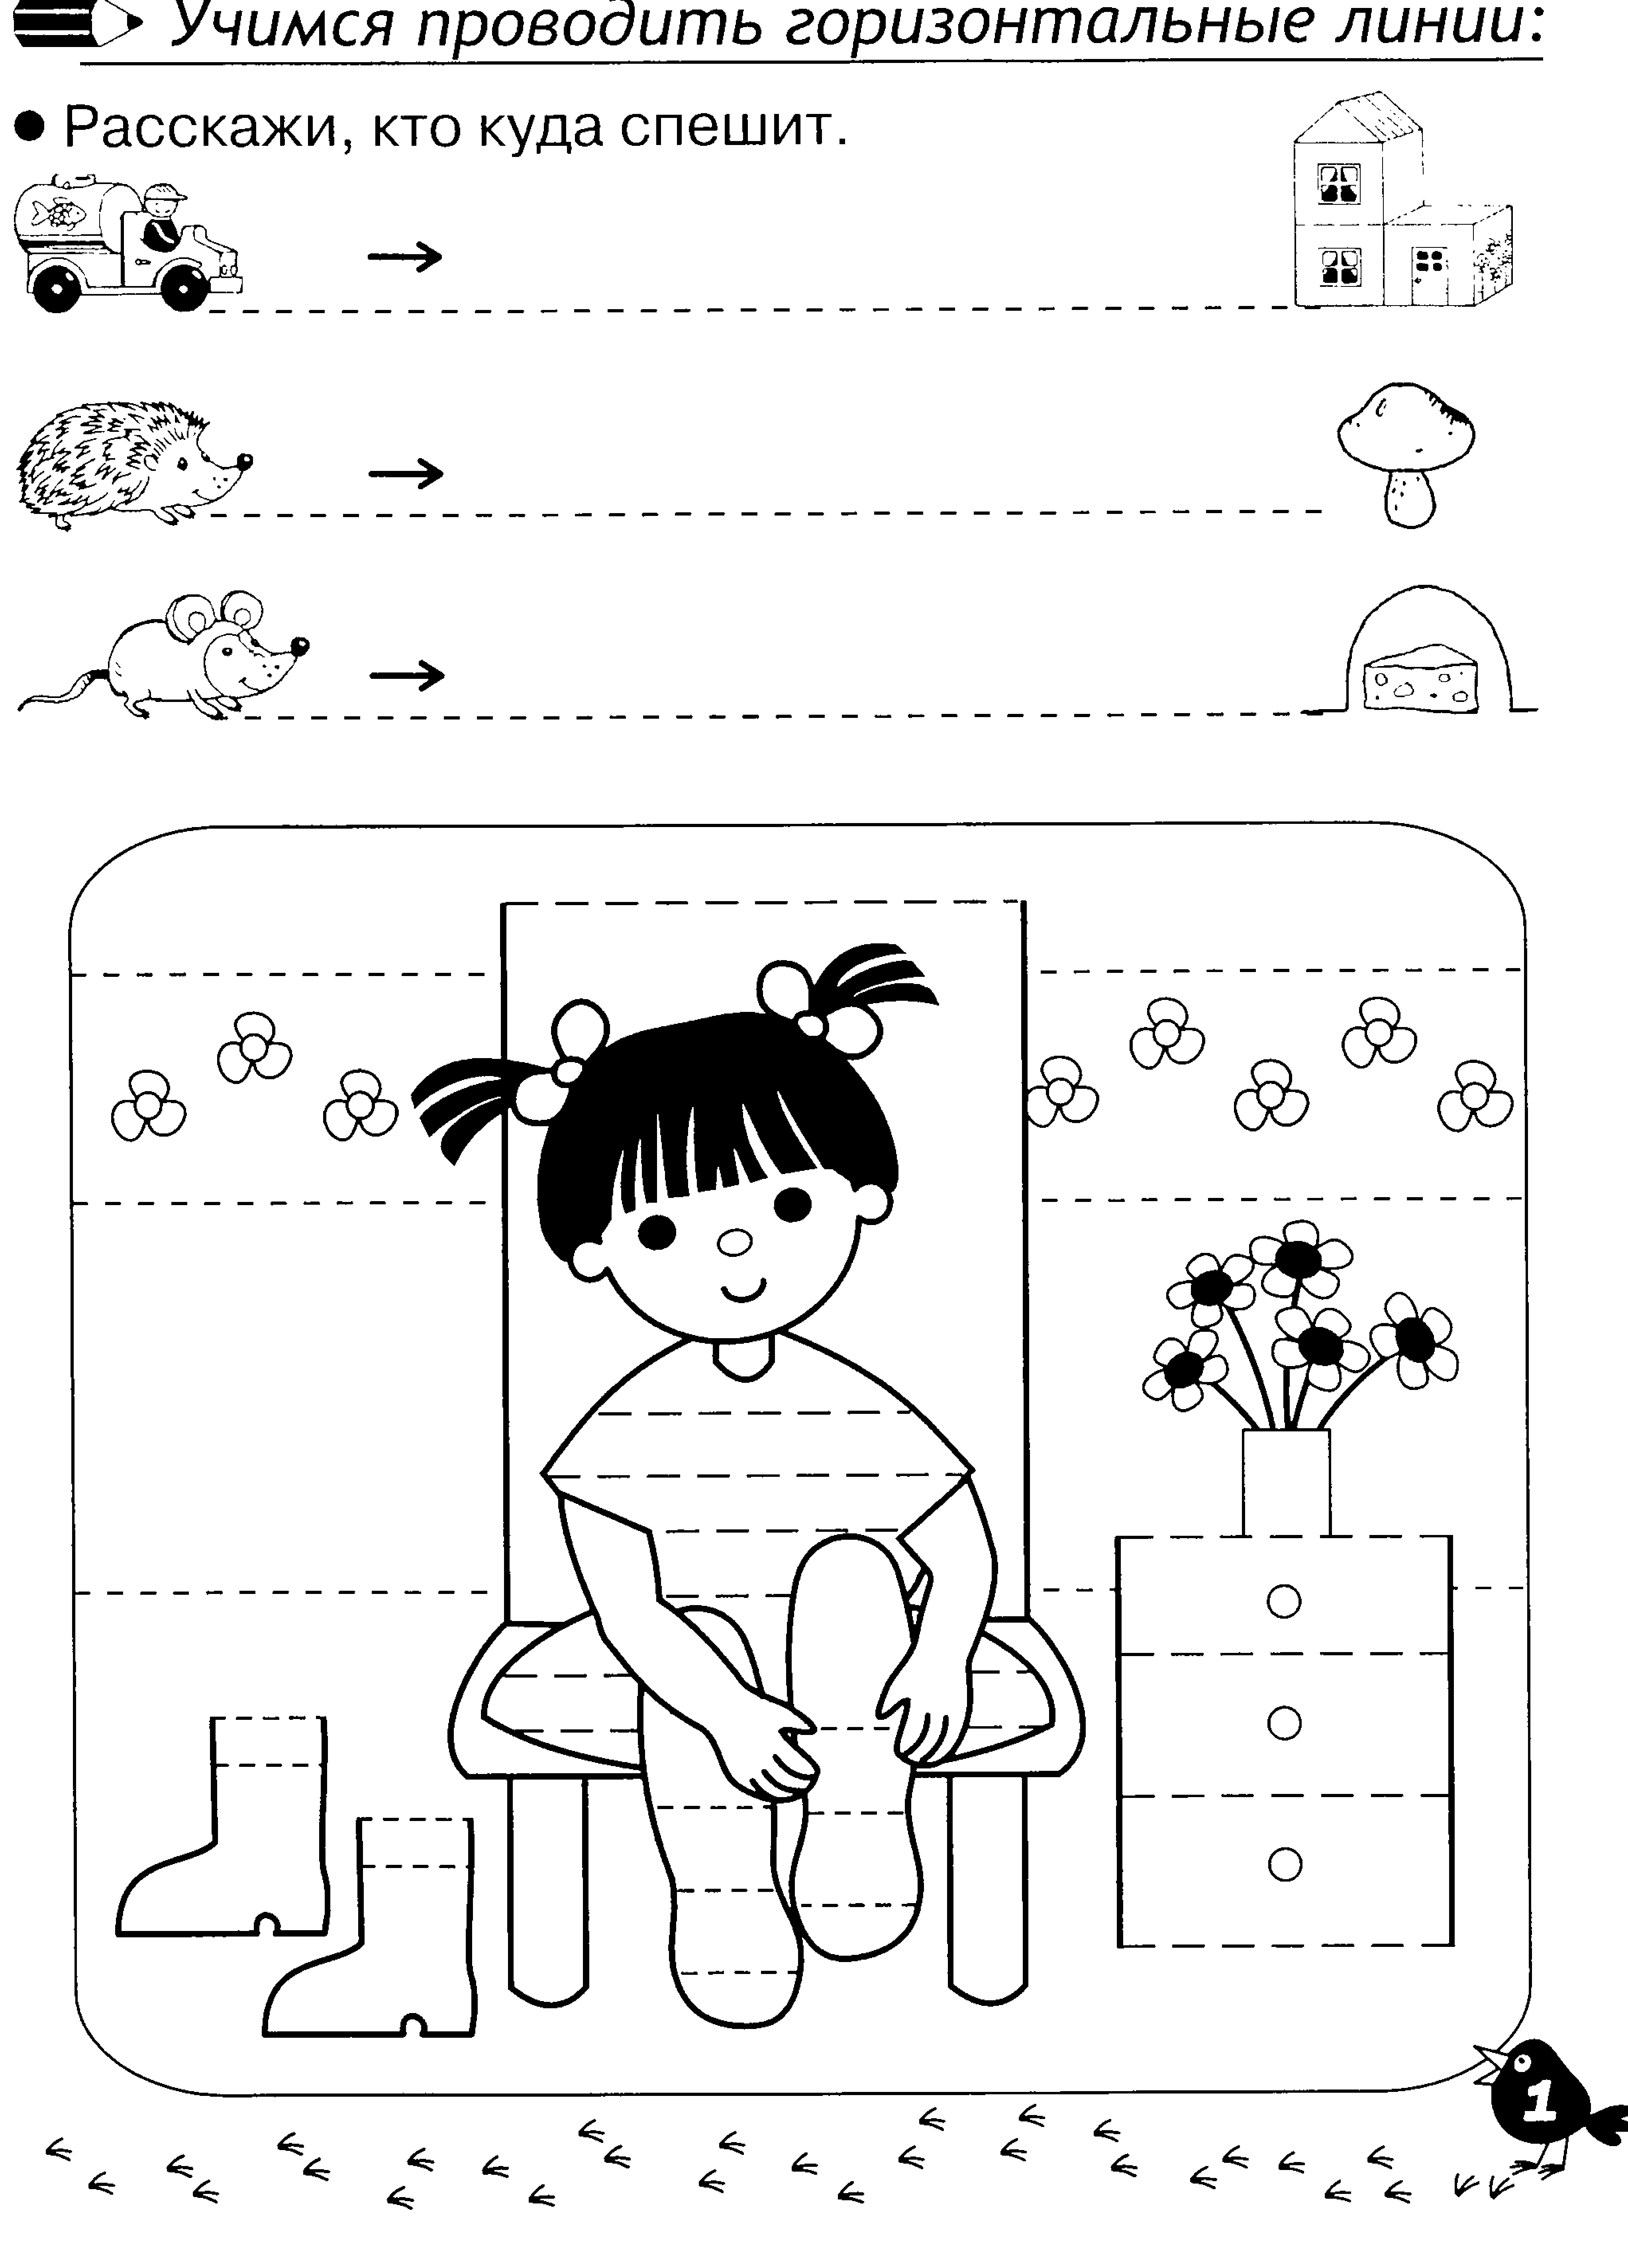 Учимся проводить горизонтальные линии:
Расскажи, кто куда спешит.
1